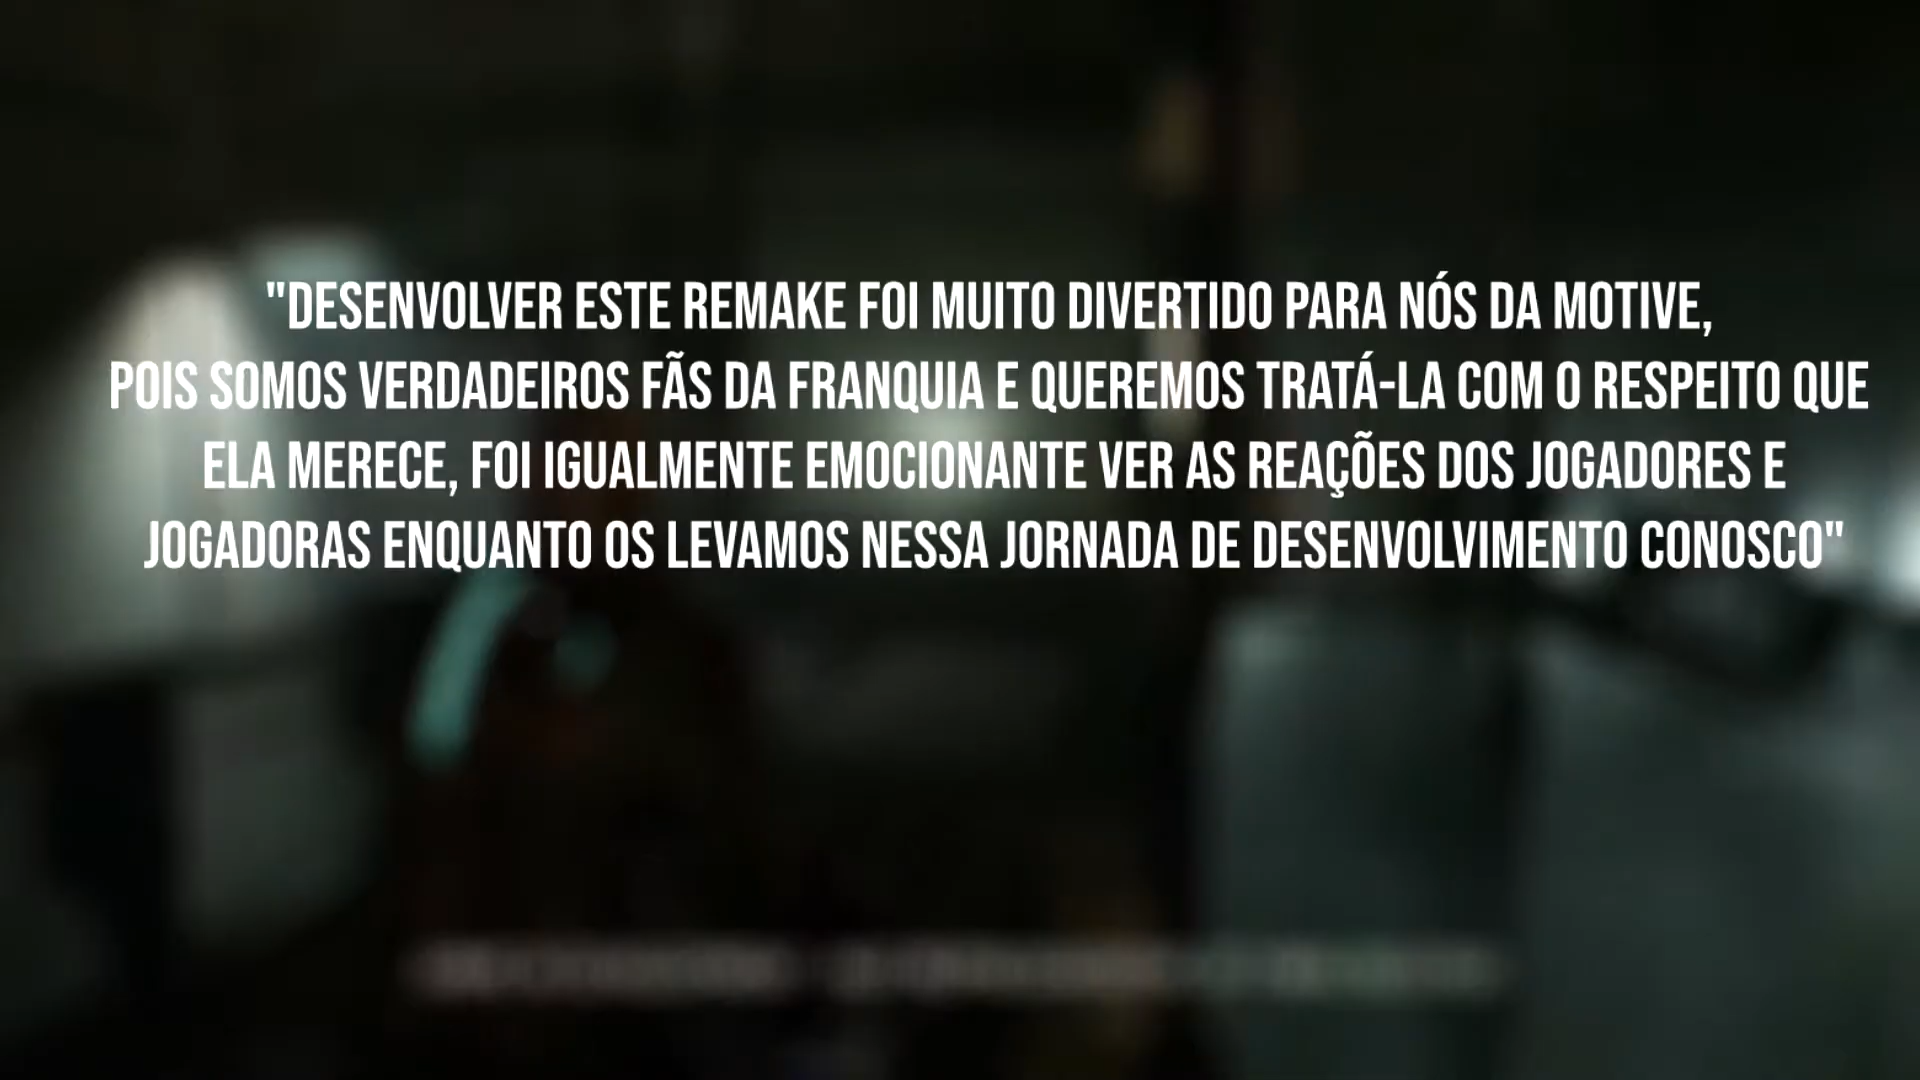 "DESENVOLVER ESTE REMAKE FOI MUITO DIVERTIDO PARA NÓS DA MOTIVE,
POIS SOMOS VERDADEIROS FÃS DA FRANQUIA E QUEREMOS TRATÁ-LA COM O RESPEITO QUE
ELA MERECE, FOI IGUALMENTE EMOCIONANTE VER AS REAÇÕES DOS JOGADORES E
JOGADORAS ENQUANTO OS LEVAMOS NESSA JORNADA DE DESENVOLVIMENTO CONOSCO"